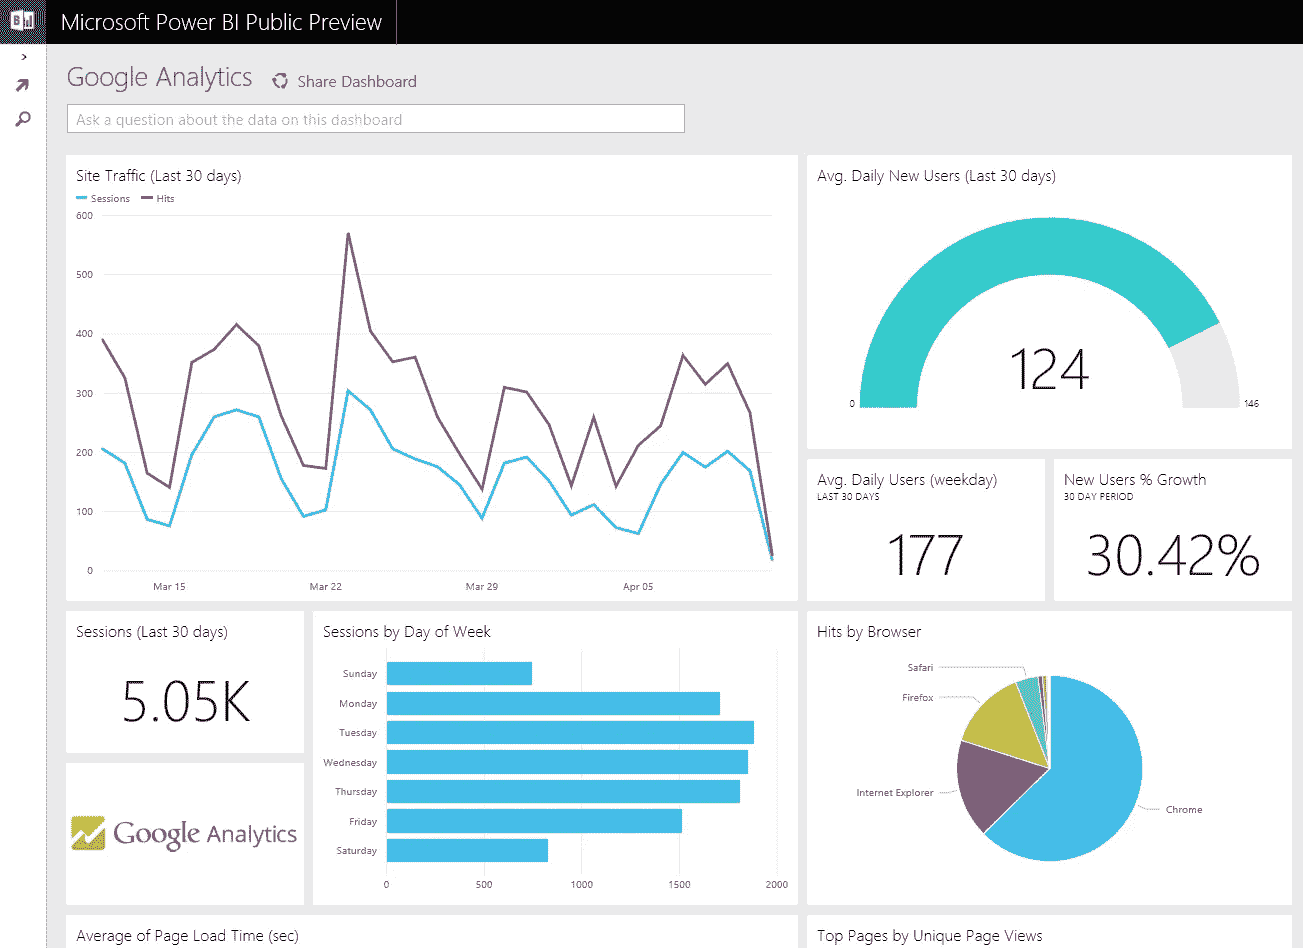 Microsoft Power BI Public Preview
Google Analytics
Share Dashboard
Ask a question about the data on this dashboard
Site Traffic (Last 30 days)
Sessions Hits
600
500
400
300
200
100
0
Mar 15 Mar 22 Mar 29 Apr 05
Avg. Daily New Users (Last 30 days)
124
0 146
Avg. Daily Users (weekday)
LAST 30 DAYS
177
New Users % Growth
30 DAY PERIOD
30.42%
Sessions (Last 30 days)
5.05K
Google Analytics
Sessions by Day of Week
Sunday
Monday
Tuesday
Wednesday
Thursday
Friday
Saturday
0 500 1000 1500 2000
Hits by Browser
Safari
Firefox
Internet Explorer
Chrome
Average of Page Load Time (sec)
Top Pages by Unique Page Views